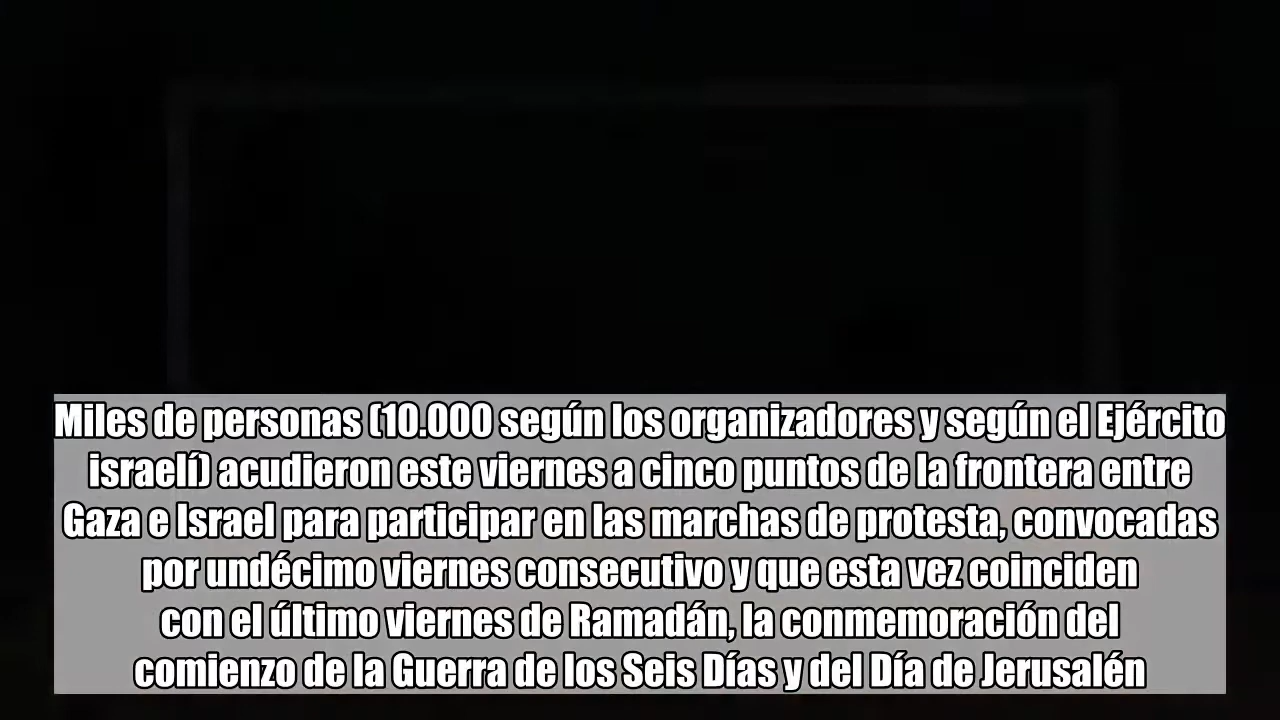 Miles de personas (10.000 según los organizadores y según el Ejército
israelí) acudieron este viernes a cinco puntos de la frontera entre
Gaza e Israel para participar en las marchas de protesta, convocadas
por undécimo viernes consecutivo y que esta vez coinciden
con el último viernes de Ramadán, la conmemoración del
comienzo de la Guerra de los Seis Días y del Día de Jerusalén